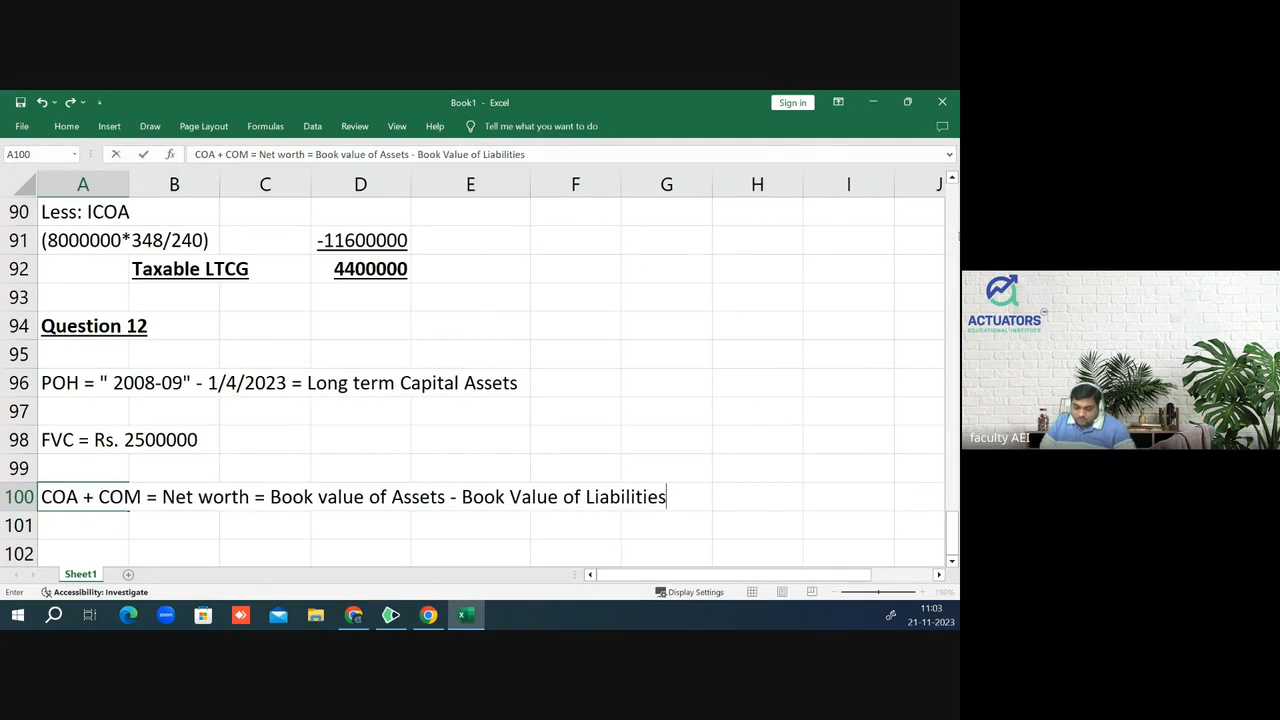 Book1 - Excel
Sign in
File Home Insert Draw Page Layout Formulas Data Review View Help Tell me what you want to do
A100 fx COA + COM = Net worth = Book value of Assets - Book Value of Liabilities
A B C D E F G H I J
90 Less: ICOA
91 (8000000*348/240) -11600000
92 Taxable LTCG 4400000
93
94 Question 12
95
96 POH = " 2008-09" - 1/4/2023 = Long term Capital Assets
97
98 FVC = Rs. 2500000
99
100 COA + COM = Net worth = Book value of Assets - Book Value of Liabilities
101
102
Sheet1
Enter Accessibility: Investigate Display Settings 190%
zoom
11:03
21-11-2023
ACTUATORS
EDUCATIONAL INSTITUTE
faculty AEI